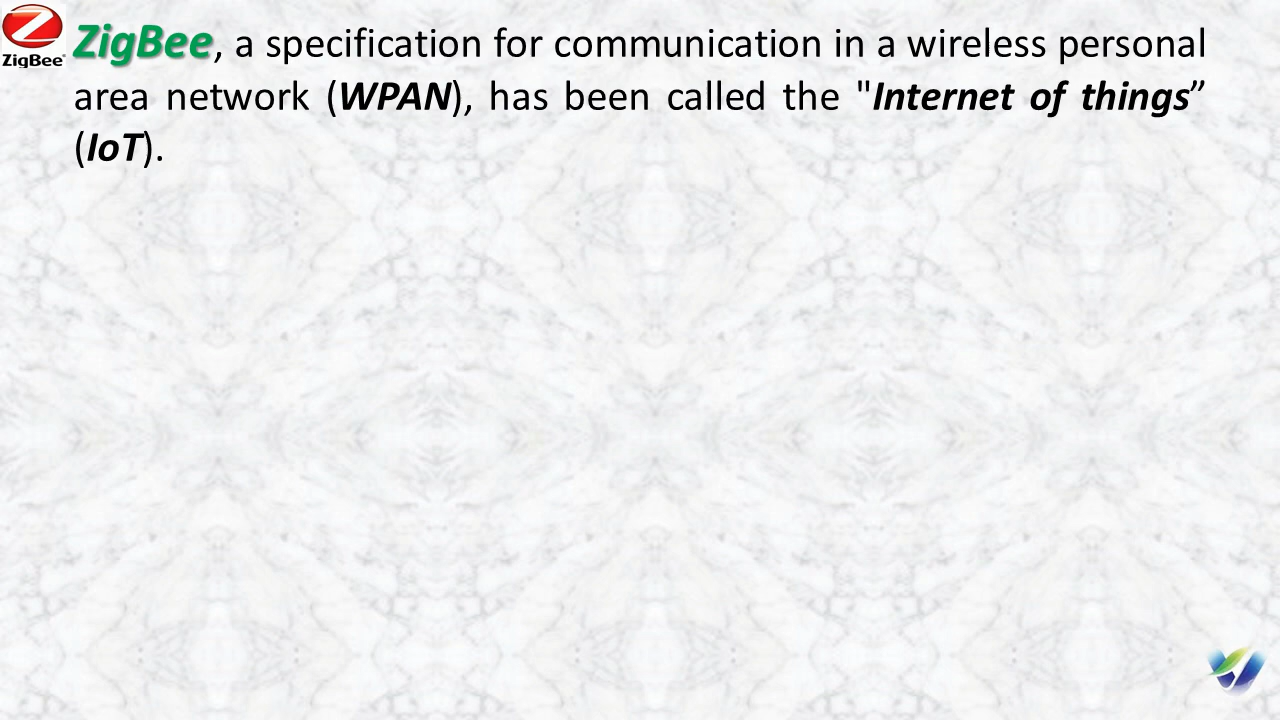 ZigBee
ZigBee, a specification for communication in a wireless personal
area network (WPAN), has been called the "Internet of things”
(IoT).